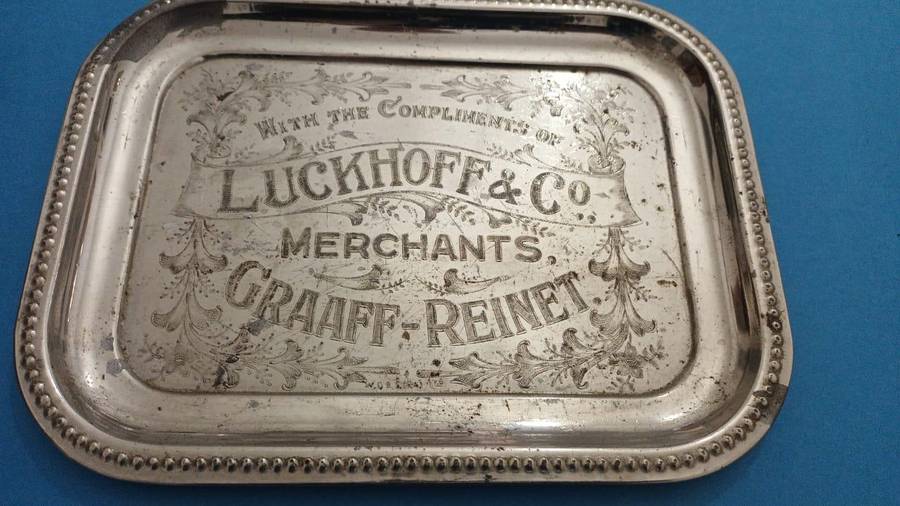 WITH THE COMPLIMENTS OF
LUCKHOFF & CO.,
MERCHANTS,
GRAAFF-REINET.